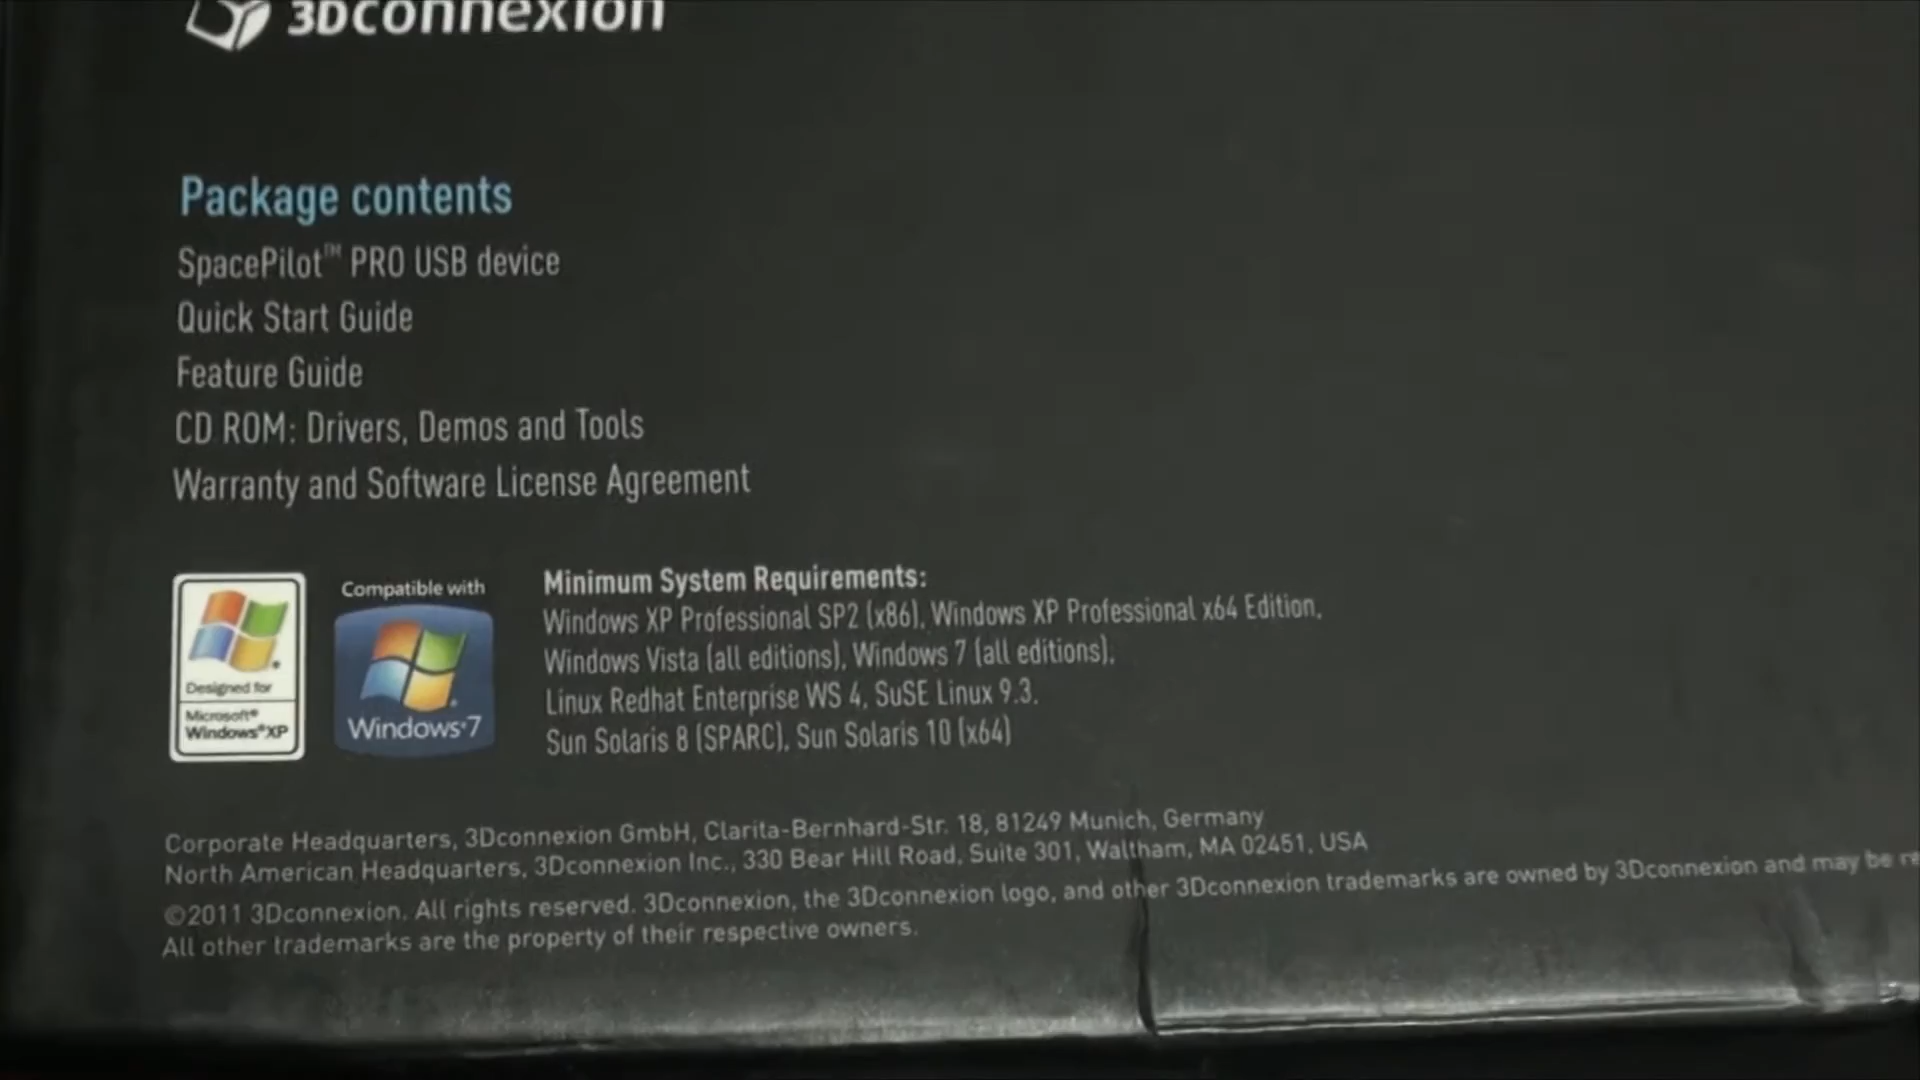 3Dconnexion
Package contents
SpacePilot™ PRO USB device
Quick Start Guide
Feature Guide
CD ROM: Drivers, Demos and Tools
Warranty and Software License Agreement
Designed for
Microsoft®
Windows®XP
Compatible with
Windows®7
Minimum System Requirements:
Windows XP Professional SP2 (x86), Windows XP Professional x64 Edition,
Windows Vista (all editions), Windows 7 (all editions),
Linux Redhat Enterprise WS 4, SuSE Linux 9.3,
Sun Solaris 8 (SPARC), Sun Solaris 10 (x64)
Corporate Headquarters, 3Dconnexion GmbH, Clarita-Bernhard-Str. 18, 81249 Munich, Germany
North American Headquarters, 3Dconnexion Inc., 330 Bear Hill Road, Suite 301, Waltham, MA 02451, USA
©2011 3Dconnexion. All rights reserved. 3Dconnexion, the 3Dconnexion logo, and other 3Dconnexion trademarks are owned by 3Dconnexion and may be
All other trademarks are the property of their respective owners.